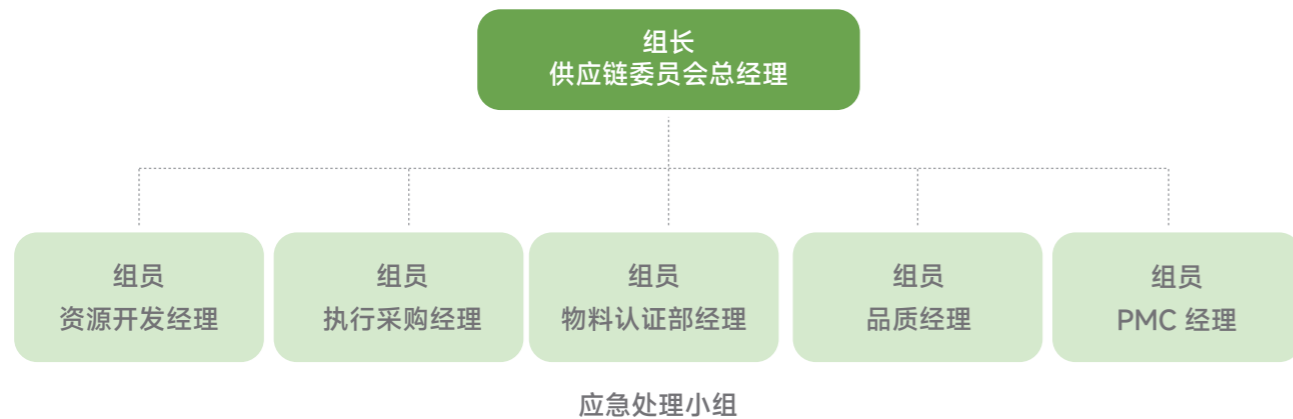 组长
供应链委员会总经理
组员
资源开发经理
组员
执行采购经理
组员
物料认证部经理
组员
品质经理
组员
PMC 经理
应急处理小组